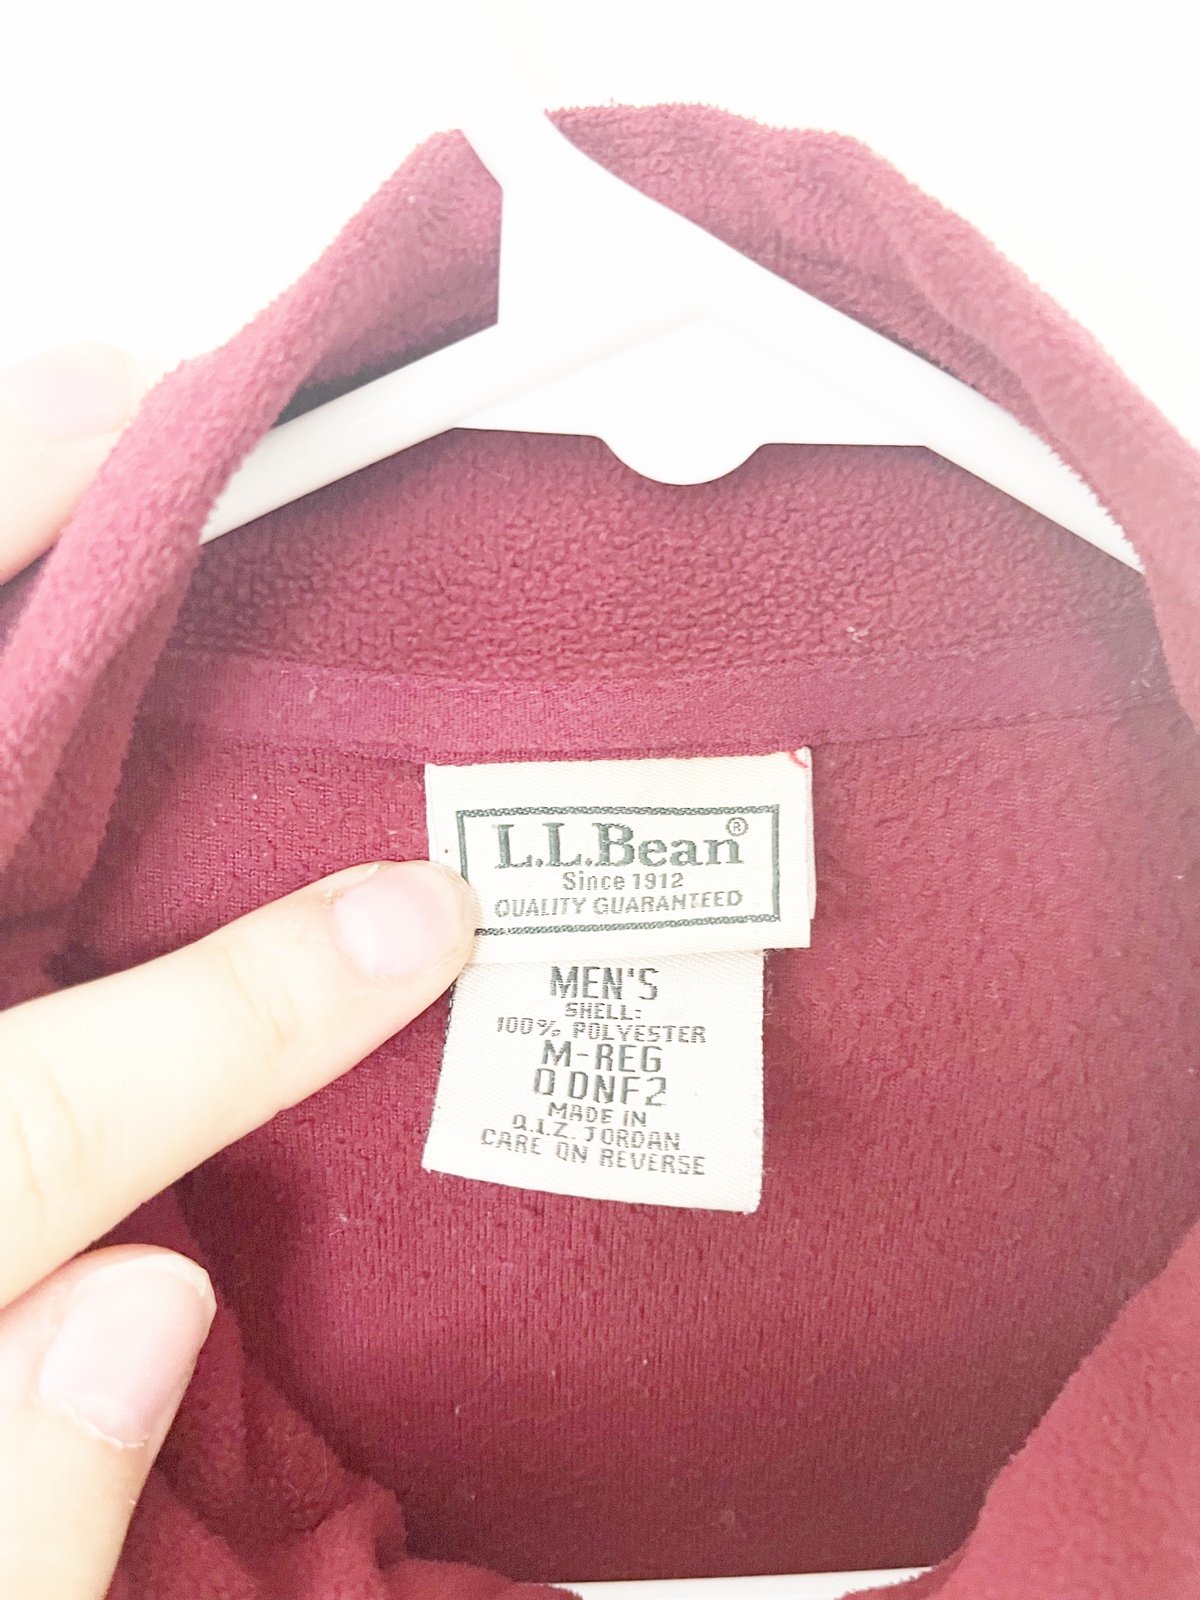 L.L.Bean®
Since 1912
QUALITY GUARANTEED
MEN'S
SHELL:
100% POLYESTER
M-REG
0 DNF2
MADE IN
Q.I.Z. JORDAN
CARE ON REVERSE